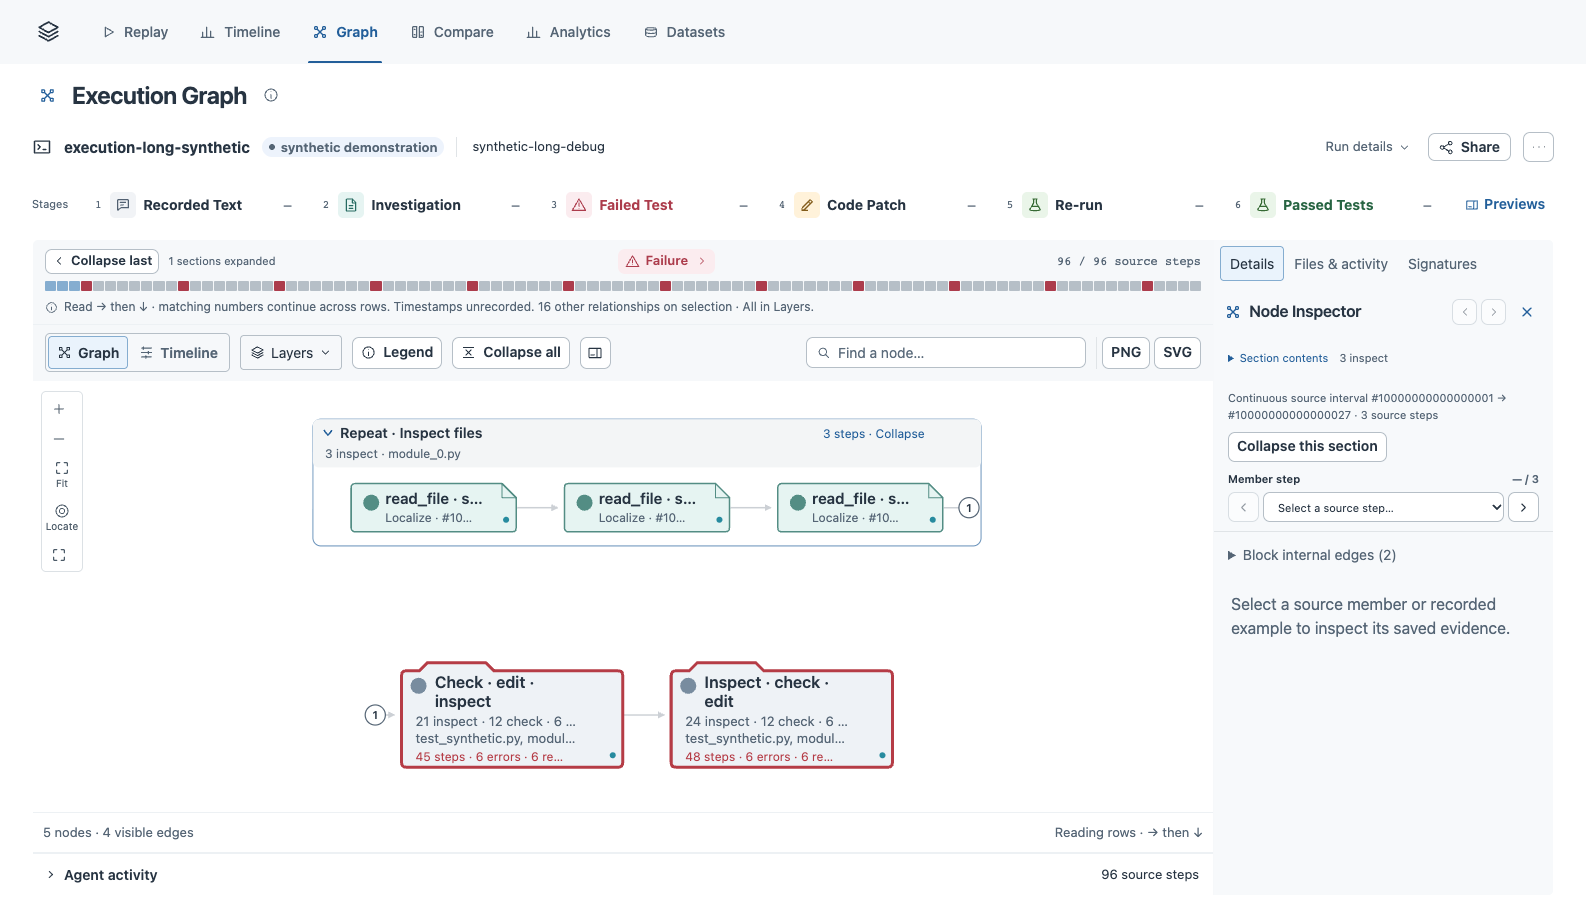 Replay Timeline Graph Compare Analytics Datasets
Execution Graph
execution-long-synthetic synthetic demonstration synthetic-long-debug Run details Share ...
Stages 1 Recorded Text – 2 Investigation – 3 Failed Test – 4 Code Patch – 5 Re-run – 6 Passed Tests – Previews
Collapse last 1 sections expanded Failure 96 / 96 source steps
Read → then ↓ · matching numbers continue across rows. Timestamps unrecorded. 16 other relationships on selection · All in Layers.
Graph Timeline Layers Legend Collapse all Find a node... PNG SVG
Fit
Locate
Repeat · Inspect files 3 steps · Collapse
3 inspect · module_0.py
read_file · s...
Localize · #10...
read_file · s...
Localize · #10...
read_file · s...
Localize · #10...
1
1
Check · edit ·
inspect
21 inspect · 12 check · 6 ...
test_synthetic.py, modul...
45 steps · 6 errors · 6 re...
Inspect · check ·
edit
24 inspect · 12 check · 6 ...
test_synthetic.py, modul...
48 steps · 6 errors · 6 re...
5 nodes · 4 visible edges Reading rows · → then ↓
Agent activity 96 source steps
Details Files & activity Signatures
Node Inspector
Section contents 3 inspect
Continuous source interval #10000000000000001 →
#10000000000000027 · 3 source steps
Collapse this section
Member step – / 3
Select a source step...
Block internal edges (2)
Select a source member or recorded
example to inspect its saved evidence.